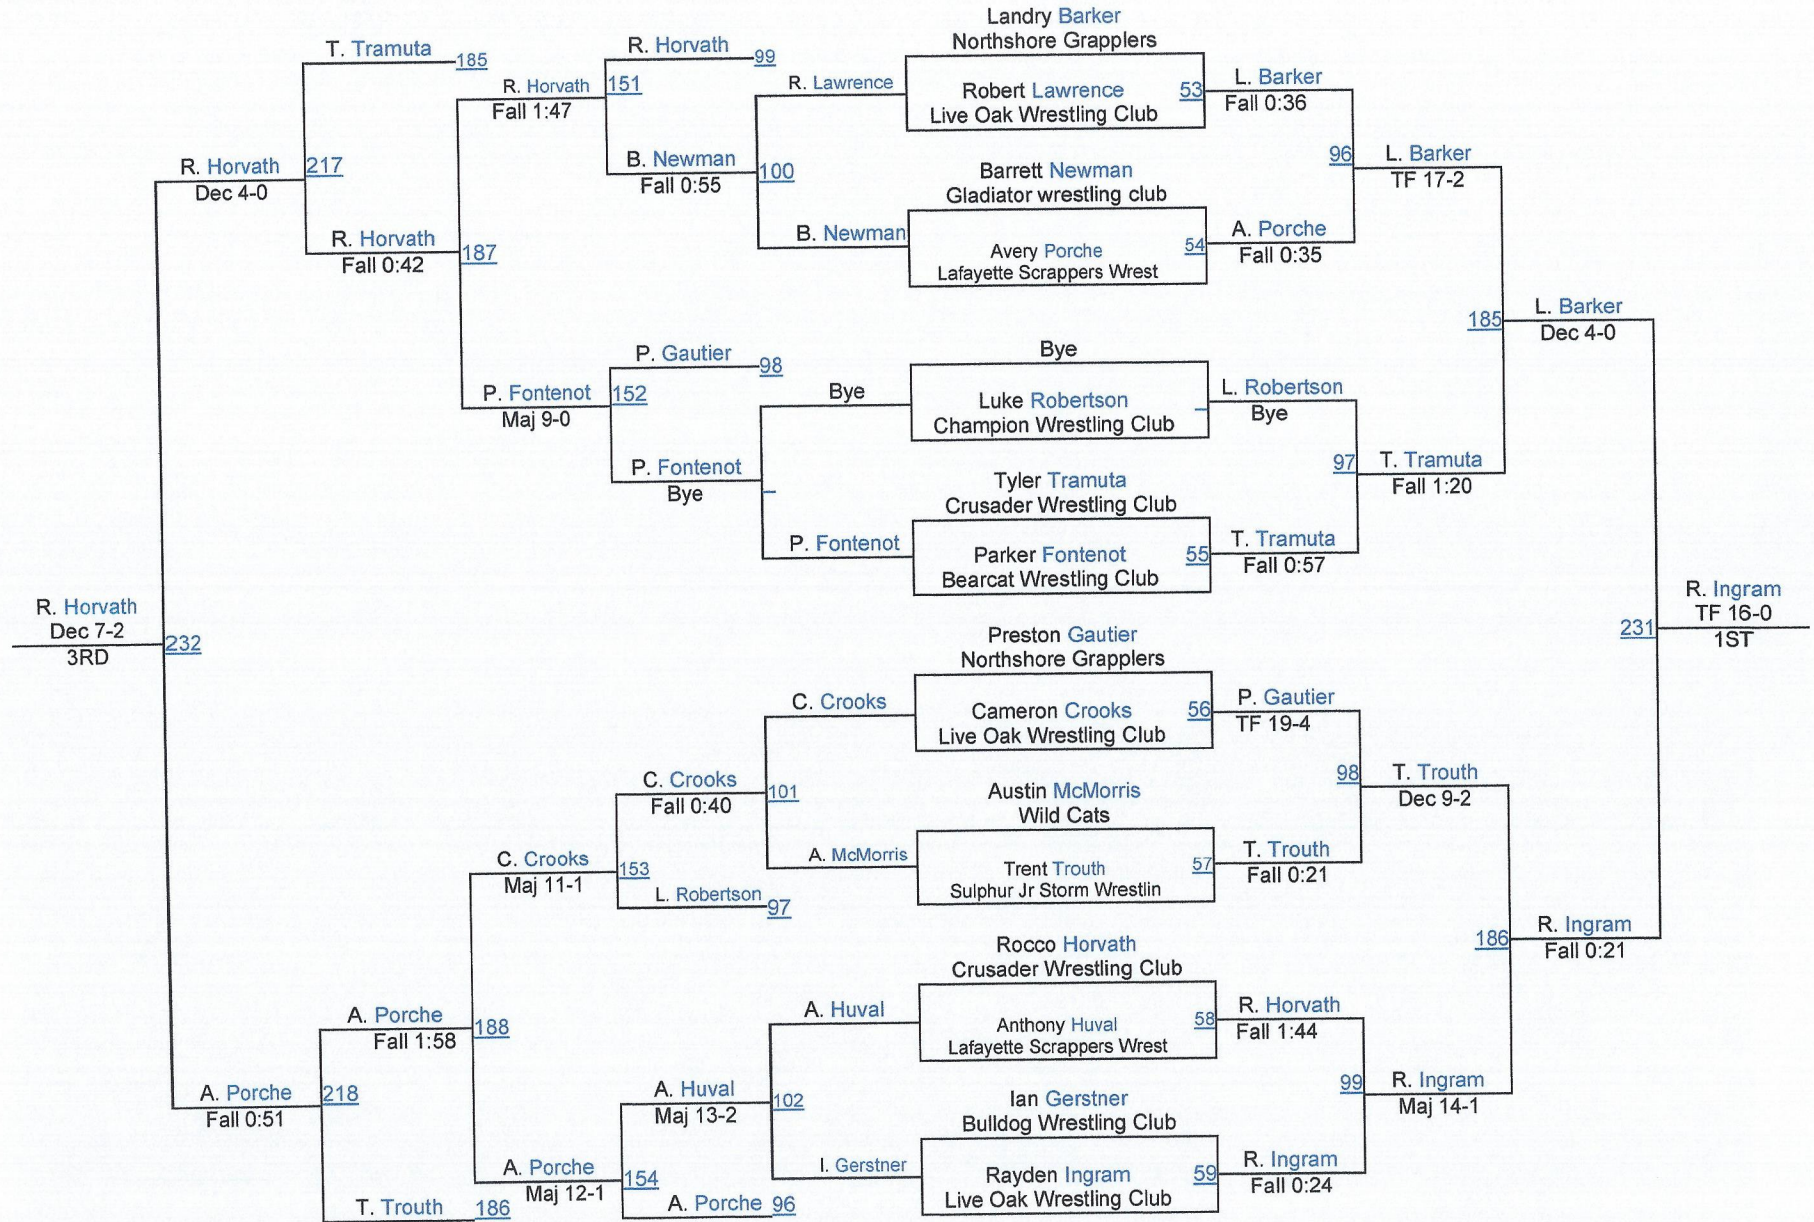 Landry Barker
Northshore Grapplers
Robert Lawrence 53
Live Oak Wrestling Club
Barrett Newman
Gladiator wrestling club
Avery Porche 54
Lafayette Scrappers Wrest
Bye
Luke Robertson
Champion Wrestling Club
Tyler Tramuta
Crusader Wrestling Club
Parker Fontenot 55
Bearcat Wrestling Club
Preston Gautier
Northshore Grapplers
Cameron Crooks 56
Live Oak Wrestling Club
Austin McMorris
Wild Cats
Trent Trouth 57
Sulphur Jr Storm Wrestlin
Rocco Horvath
Crusader Wrestling Club
Anthony Huval 58
Lafayette Scrappers Wrest
Ian Gerstner
Bulldog Wrestling Club
Rayden Ingram 59
Live Oak Wrestling Club
L. Barker
Fall 0:36
96
A. Porche
Fall 0:35
L. Robertson
Bye
97
T. Tramuta
Fall 0:57
P. Gautier
TF 19-4
98
T. Trouth
Fall 0:21
R. Horvath
Fall 1:44
99
R. Ingram
Fall 0:24
L. Barker
TF 17-2
185
T. Tramuta
Fall 1:20
T. Trouth
Dec 9-2
186
R. Ingram
Maj 14-1
L. Barker
Dec 4-0
231
R. Ingram
Fall 0:21
R. Ingram
TF 16-0
1ST
R. Lawrence
100
B. Newman
Bye
P. Fontenot
C. Crooks
101
A. McMorris
A. Huval
102
I. Gerstner
R. Horvath 99
151
B. Newman
Fall 0:55
P. Gautier 98
152
P. Fontenot
Bye
C. Crooks
Fall 0:40
153
L. Robertson 97
A. Huval
Maj 13-2
154
A. Porche 96
R. Horvath
Fall 1:47
187
P. Fontenot
Maj 9-0
C. Crooks
Maj 11-1
188
A. Porche
Maj 12-1
T. Tramuta 185
217
R. Horvath
Fall 0:42
A. Porche
Fall 1:58
218
T. Trouth 186
R. Horvath
Dec 4-0
232
A. Porche
Fall 0:51
R. Horvath
Dec 7-2
3RD